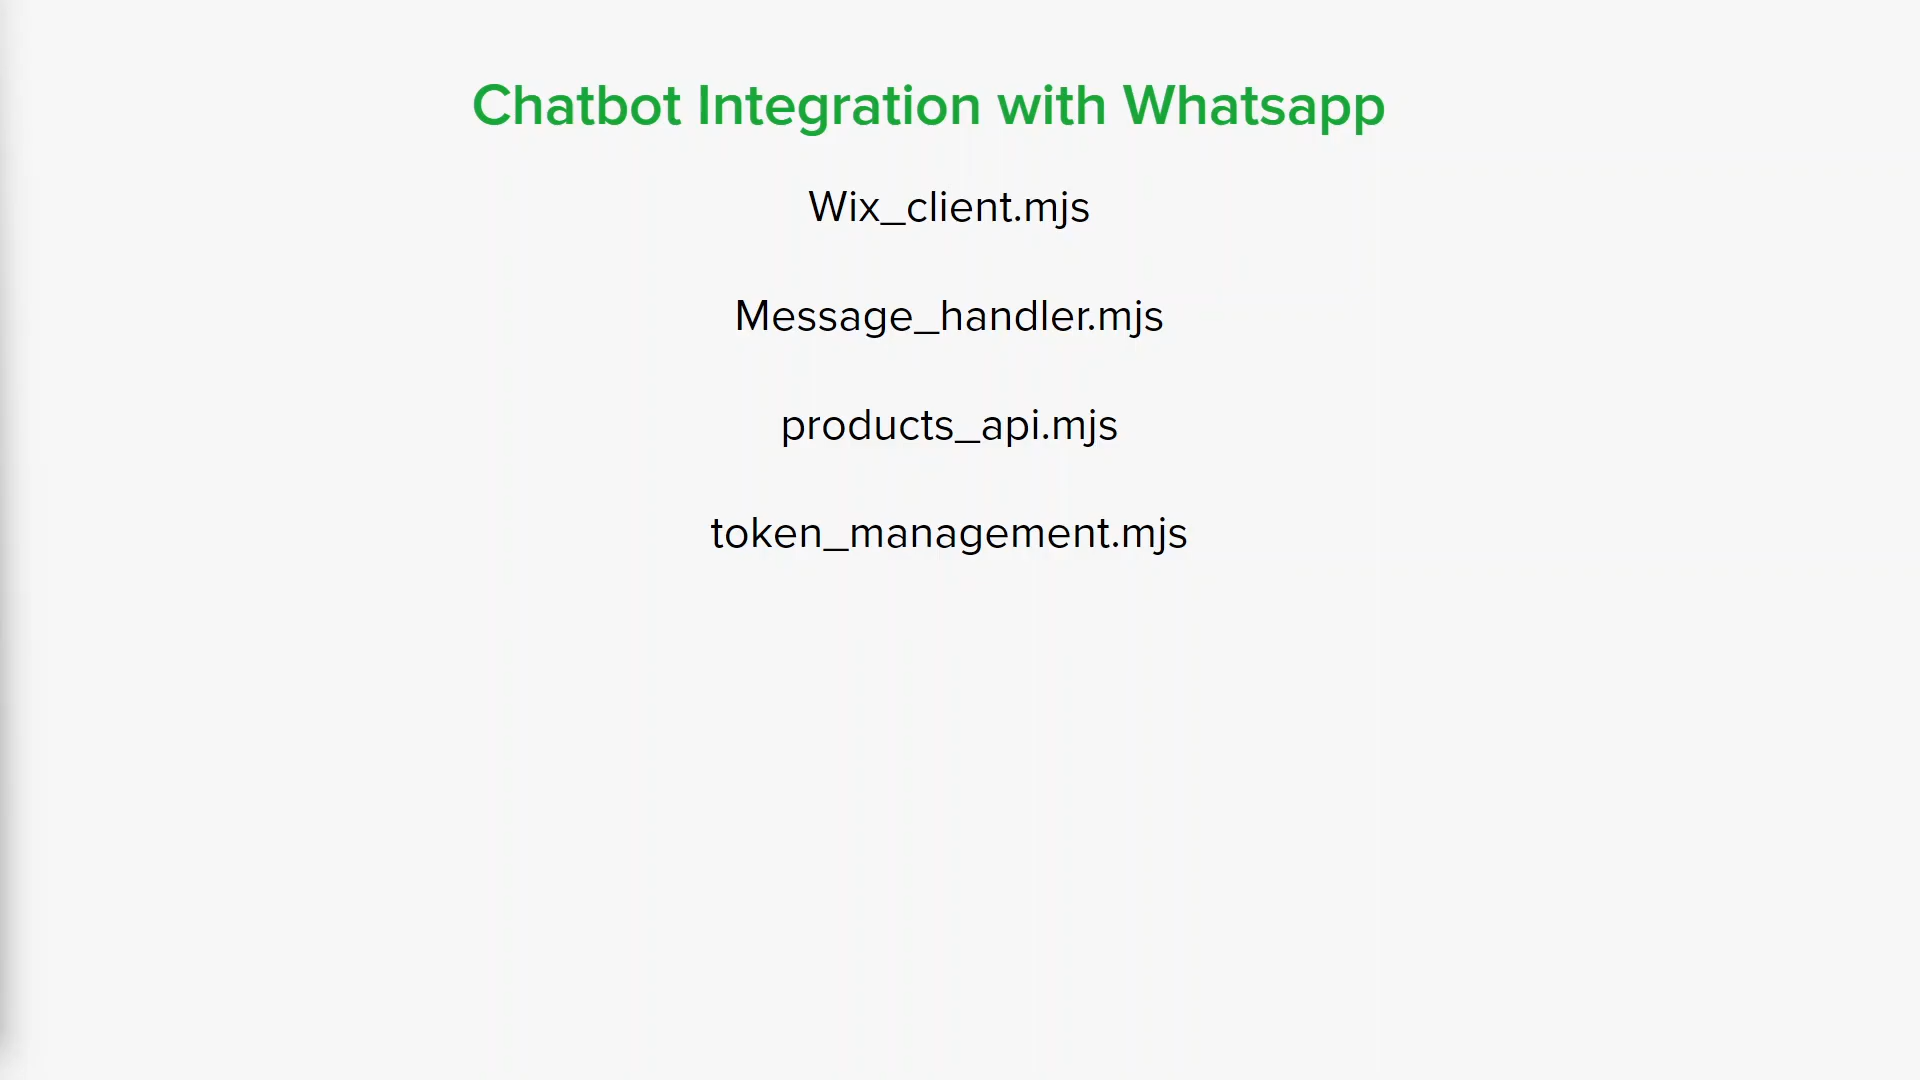 Chatbot Integration with Whatsapp
Wix_client.mjs
Message_handler.mjs
products_api.mjs
token_management.mjs